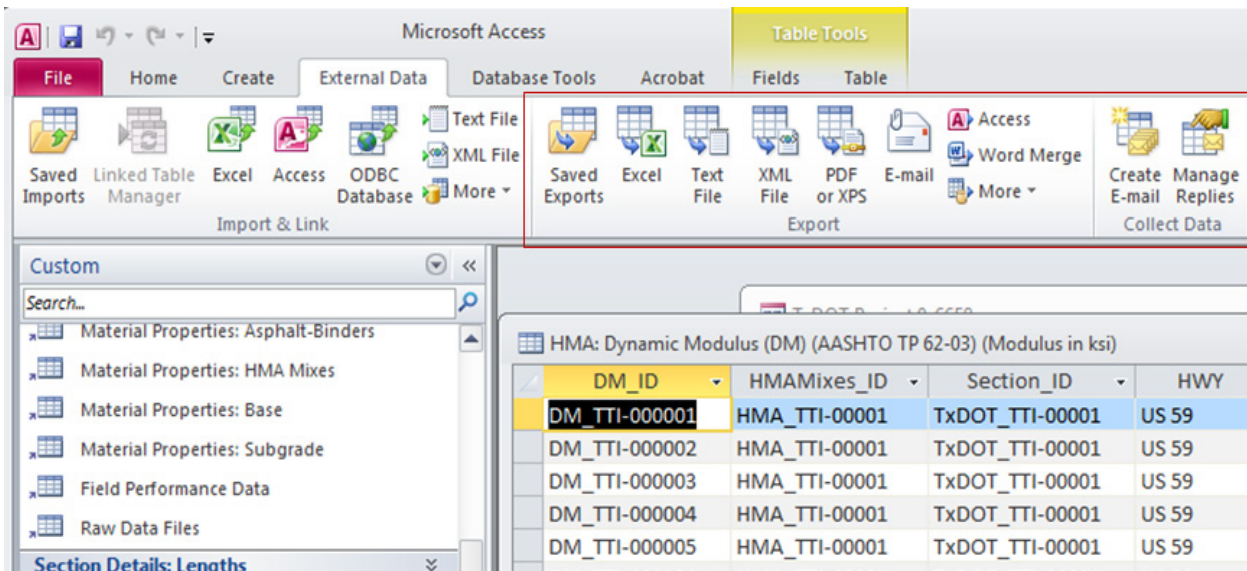 Microsoft Access
Table Tools
File Home Create External Data Database Tools Acrobat Fields Table
Saved Imports
Linked Table Manager
Excel
Access
ODBC Database
Text File
XML File
More
Import & Link
Saved Exports
Excel
Text File
XML File
PDF or XPS
E-mail
Access
Word Merge
More
Export
Create E-mail
Manage Replies
Collect Data
Custom
Search...
Material Properties: Asphalt-Binders
Material Properties: HMA Mixes
Material Properties: Base
Material Properties: Subgrade
Field Performance Data
Raw Data Files
Section Details: Lengths
HMA: Dynamic Modulus (DM) (AASHTO TP 62-03) (Modulus in ksi)
DM_ID HMAMixes_ID Section_ID HWY
DM_TTI-000001 HMA_TTI-00001 TxDOT_TTI-00001 US 59
DM_TTI-000002 HMA_TTI-00001 TxDOT_TTI-00001 US 59
DM_TTI-000003 HMA_TTI-00001 TxDOT_TTI-00001 US 59
DM_TTI-000004 HMA_TTI-00001 TxDOT_TTI-00001 US 59
DM_TTI-000005 HMA_TTI-00001 TxDOT_TTI-00001 US 59